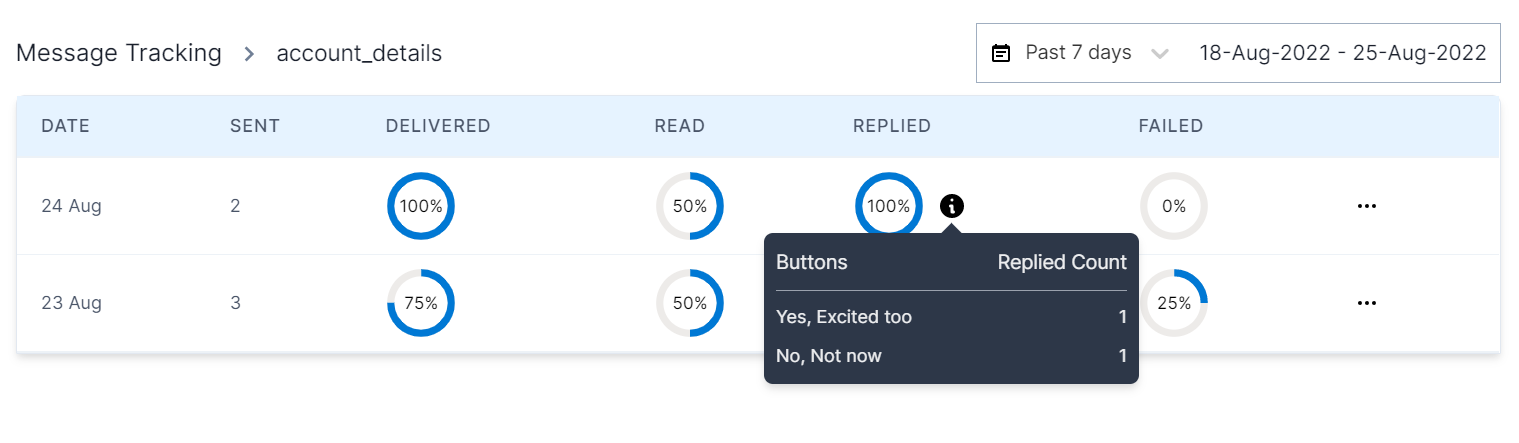 Message Tracking > account_details
Past 7 days 18-Aug-2022 - 25-Aug-2022
DATE SENT DELIVERED READ REPLIED FAILED
24 Aug 2 100% 50% 100% 0% ...
Buttons Replied Count
23 Aug 3 75% 50% 25% ...
Yes, Excited too 1
No, Not now 1